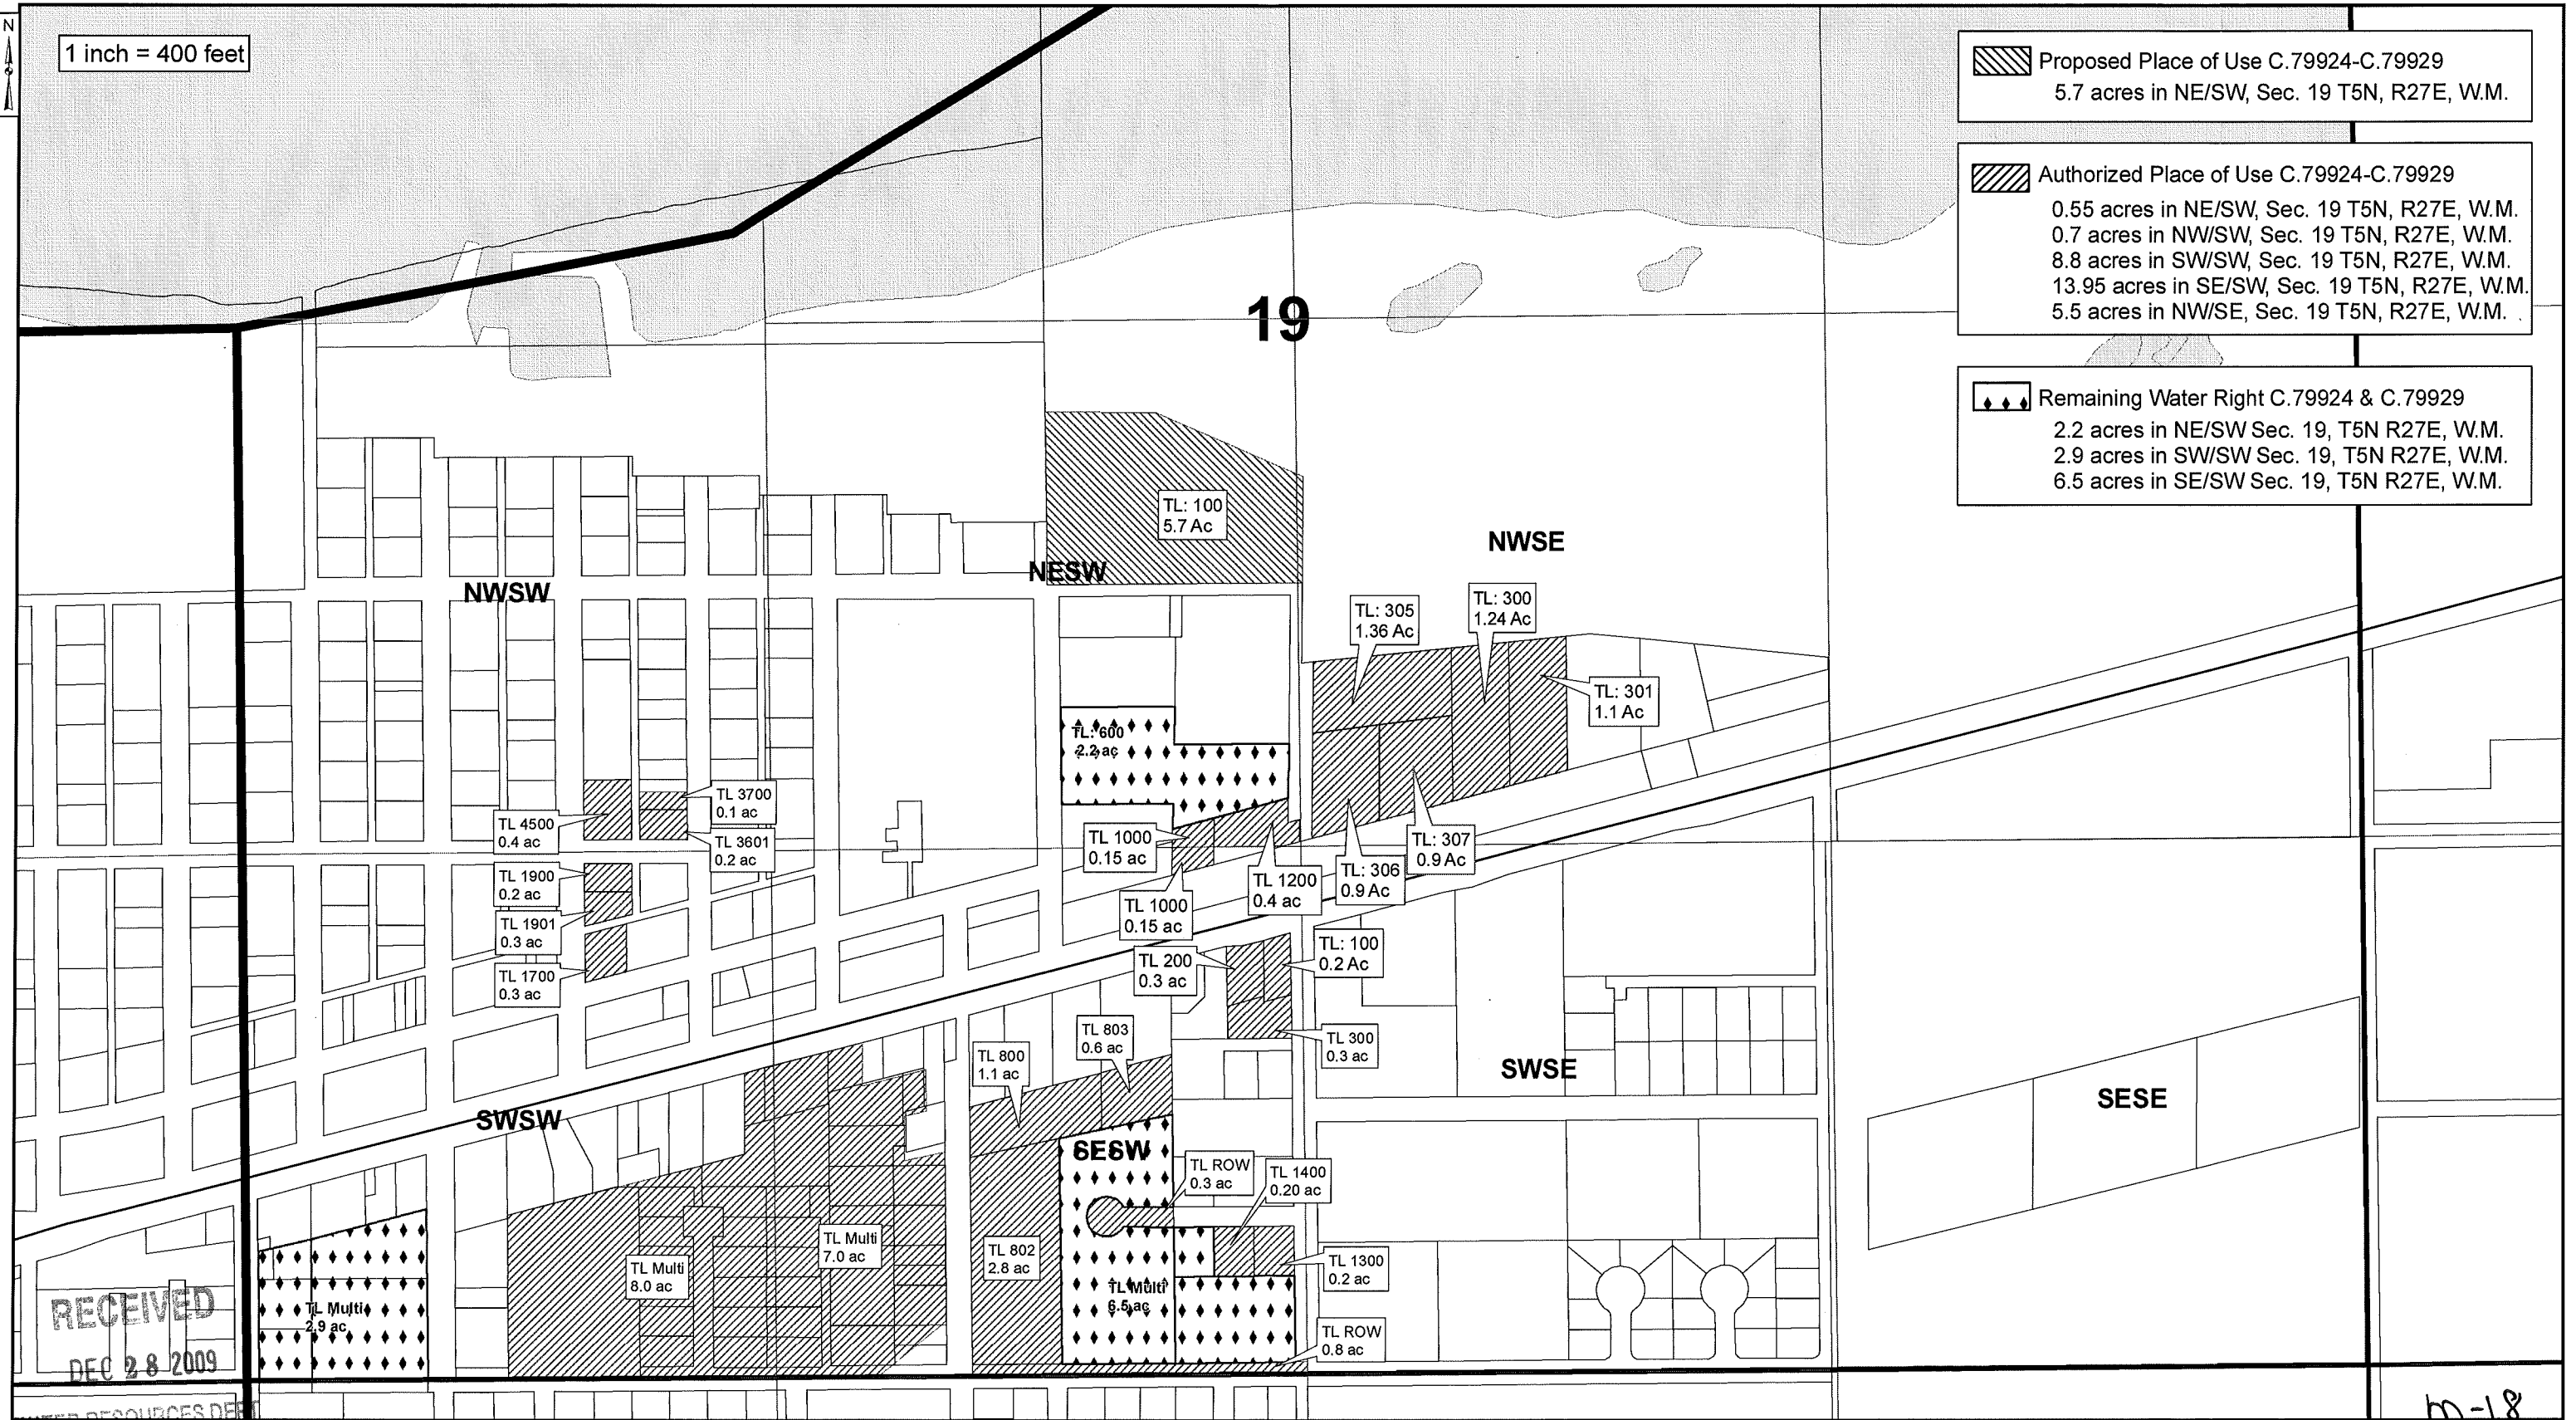 N
1 inch = 400 feet
Proposed Place of Use C.79924-C.79929
5.7 acres in NE/SW, Sec. 19 T5N, R27E, W.M.
Authorized Place of Use C.79924-C.79929
0.55 acres in NE/SW, Sec. 19 T5N, R27E, W.M.
0.7 acres in NW/SW, Sec. 19 T5N, R27E, W.M.
8.8 acres in SW/SW, Sec. 19 T5N, R27E, W.M.
13.95 acres in SE/SW, Sec. 19 T5N, R27E, W.M.
5.5 acres in NW/SE, Sec. 19 T5N, R27E, W.M.
Remaining Water Right C.79924 & C.79929
2.2 acres in NE/SW Sec. 19, T5N R27E, W.M.
2.9 acres in SW/SW Sec. 19, T5N R27E, W.M.
6.5 acres in SE/SW Sec. 19, T5N R27E, W.M.
19
TL: 100
5.7 Ac
NWSE
NESW
NWSW
TL: 305
1.36 Ac
TL: 300
1.24 Ac
TL: 301
1.1 Ac
TL: 600
2.2 ac
TL 3700
0.1 ac
TL 4500
0.4 ac
TL 3601
0.2 ac
TL 1000
0.15 ac
TL: 307
0.9 Ac
TL: 306
0.9 Ac
TL 1900
0.2 ac
TL 1200
0.4 ac
TL 1000
0.15 ac
TL 1901
0.3 ac
TL 1700
0.3 ac
TL 200
0.3 ac
TL: 100
0.2 Ac
TL 803
0.6 ac
TL 300
0.3 ac
TL 800
1.1 ac
SWSE
SESE
SWSW
SESW
TL ROW
0.3 ac
TL 1400
0.20 ac
TL Multi
7.0 ac
TL Multi
8.0 ac
TL 802
2.8 ac
TL 1300
0.2 ac
TL Multi
6.5 ac
TL Multi
2.9 ac
TL ROW
0.8 ac
RECEIVED
DEC 28 2009
WATER RESOURCES DEPT
m-18